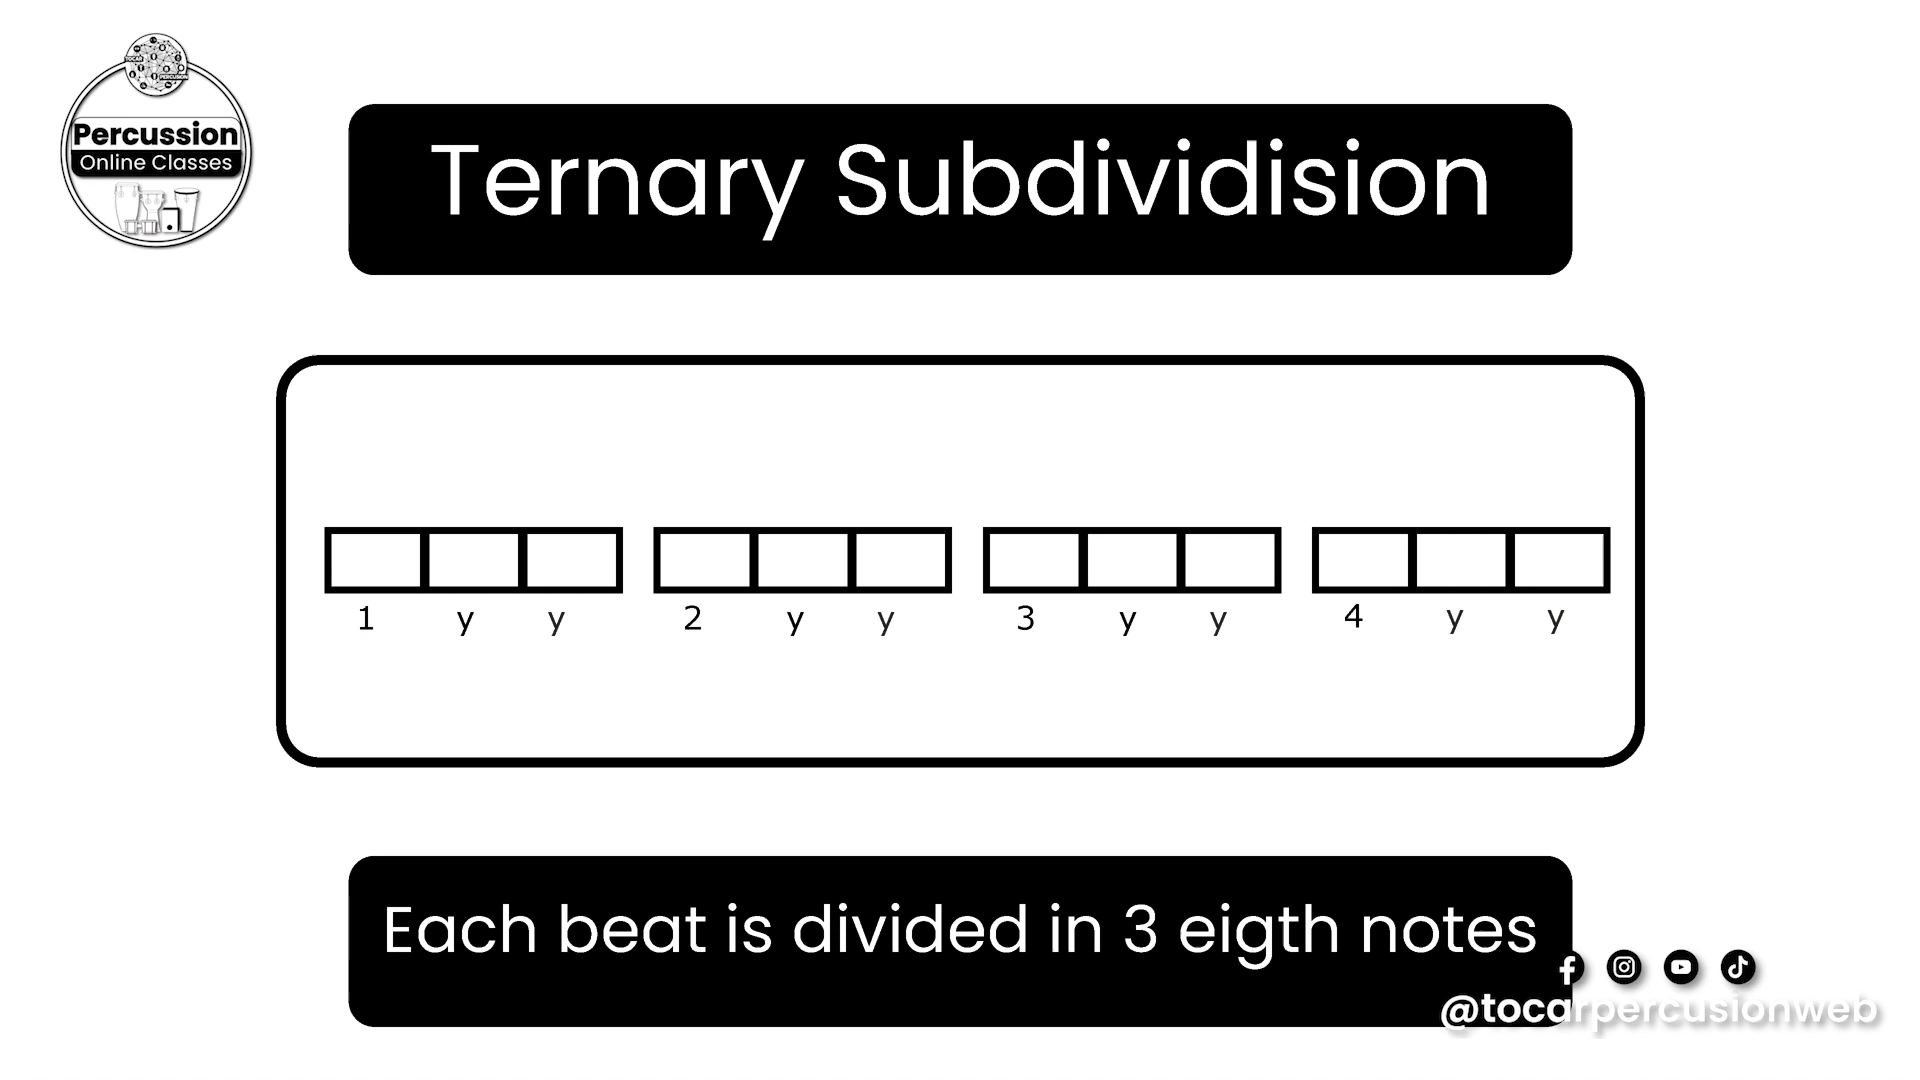 Percussion
Online Classes
Ternary Subdividision
1 y y 2 y y 3 y y 4 y y
Each beat is divided in 3 eigth notes
@tocarpercusionweb